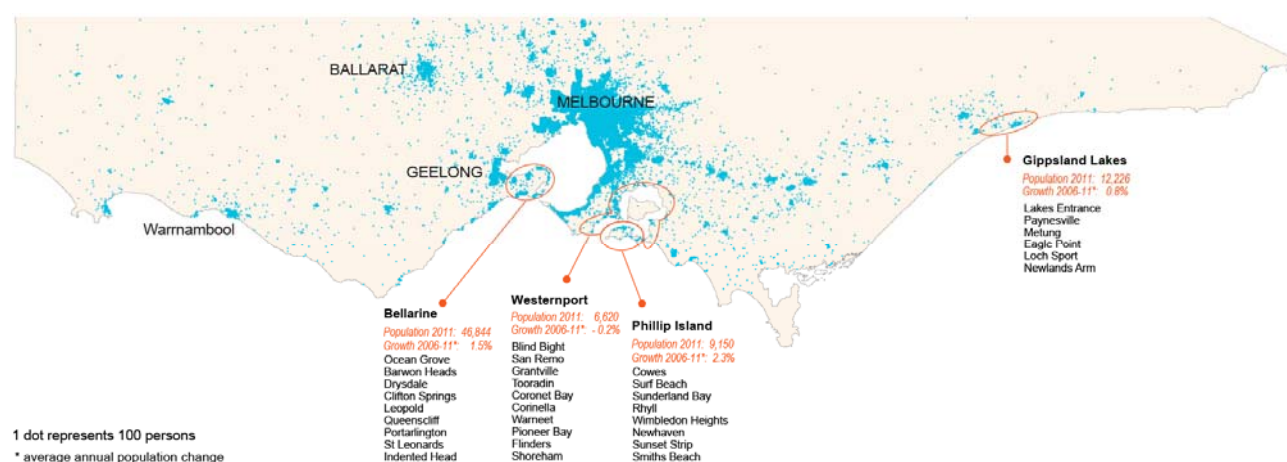 BALLARAT
MELBOURNE
GEELONG
Warrnambool
Gippsland Lakes
Population 2011: 12,226
Growth 2006-11*: 0.8%
Lakes Entrance
Paynesville
Metung
Eagle Point
Loch Sport
Newlands Arm
Bellarine
Population 2011: 46,844
Growth 2006-11*: 1.5%
Ocean Grove
Barwon Heads
Drysdale
Clifton Springs
Leopold
Queenscliff
Portarlington
St Leonards
Indented Head
Westernport
Population 2011: 6,620
Growth 2006-11*: - 0.2%
Blind Bight
San Remo
Grantville
Tooradin
Coronet Bay
Corinella
Warneet
Pioneer Bay
Flinders
Shoreham
Phillip Island
Population 2011: 9,150
Growth 2006-11*: 2.3%
Cowes
Surf Beach
Sunderland Bay
Rhyll
Wimbledon Heights
Newhaven
Sunset Strip
Smiths Beach
1 dot represents 100 persons
* average annual population change